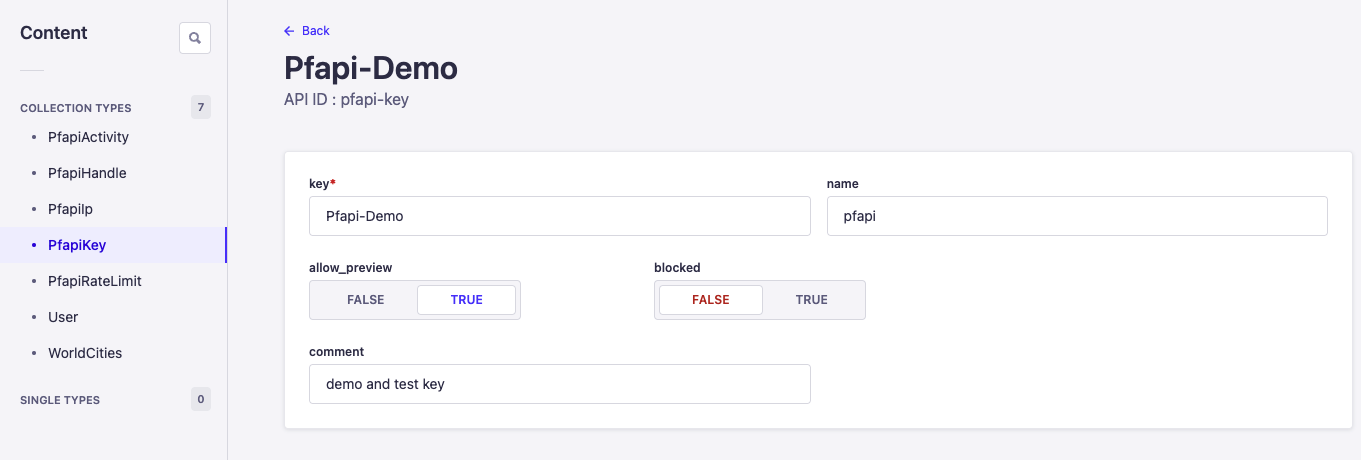 Content
COLLECTION TYPES 7
PfapiActivity
PfapiHandle
PfapiIp
PfapiKey
PfapiRateLimit
User
WorldCities
SINGLE TYPES 0
← Back
Pfapi-Demo
API ID : pfapi-key
key* name
Pfapi-Demo pfapi
allow_preview blocked
FALSE TRUE FALSE TRUE
comment
demo and test key